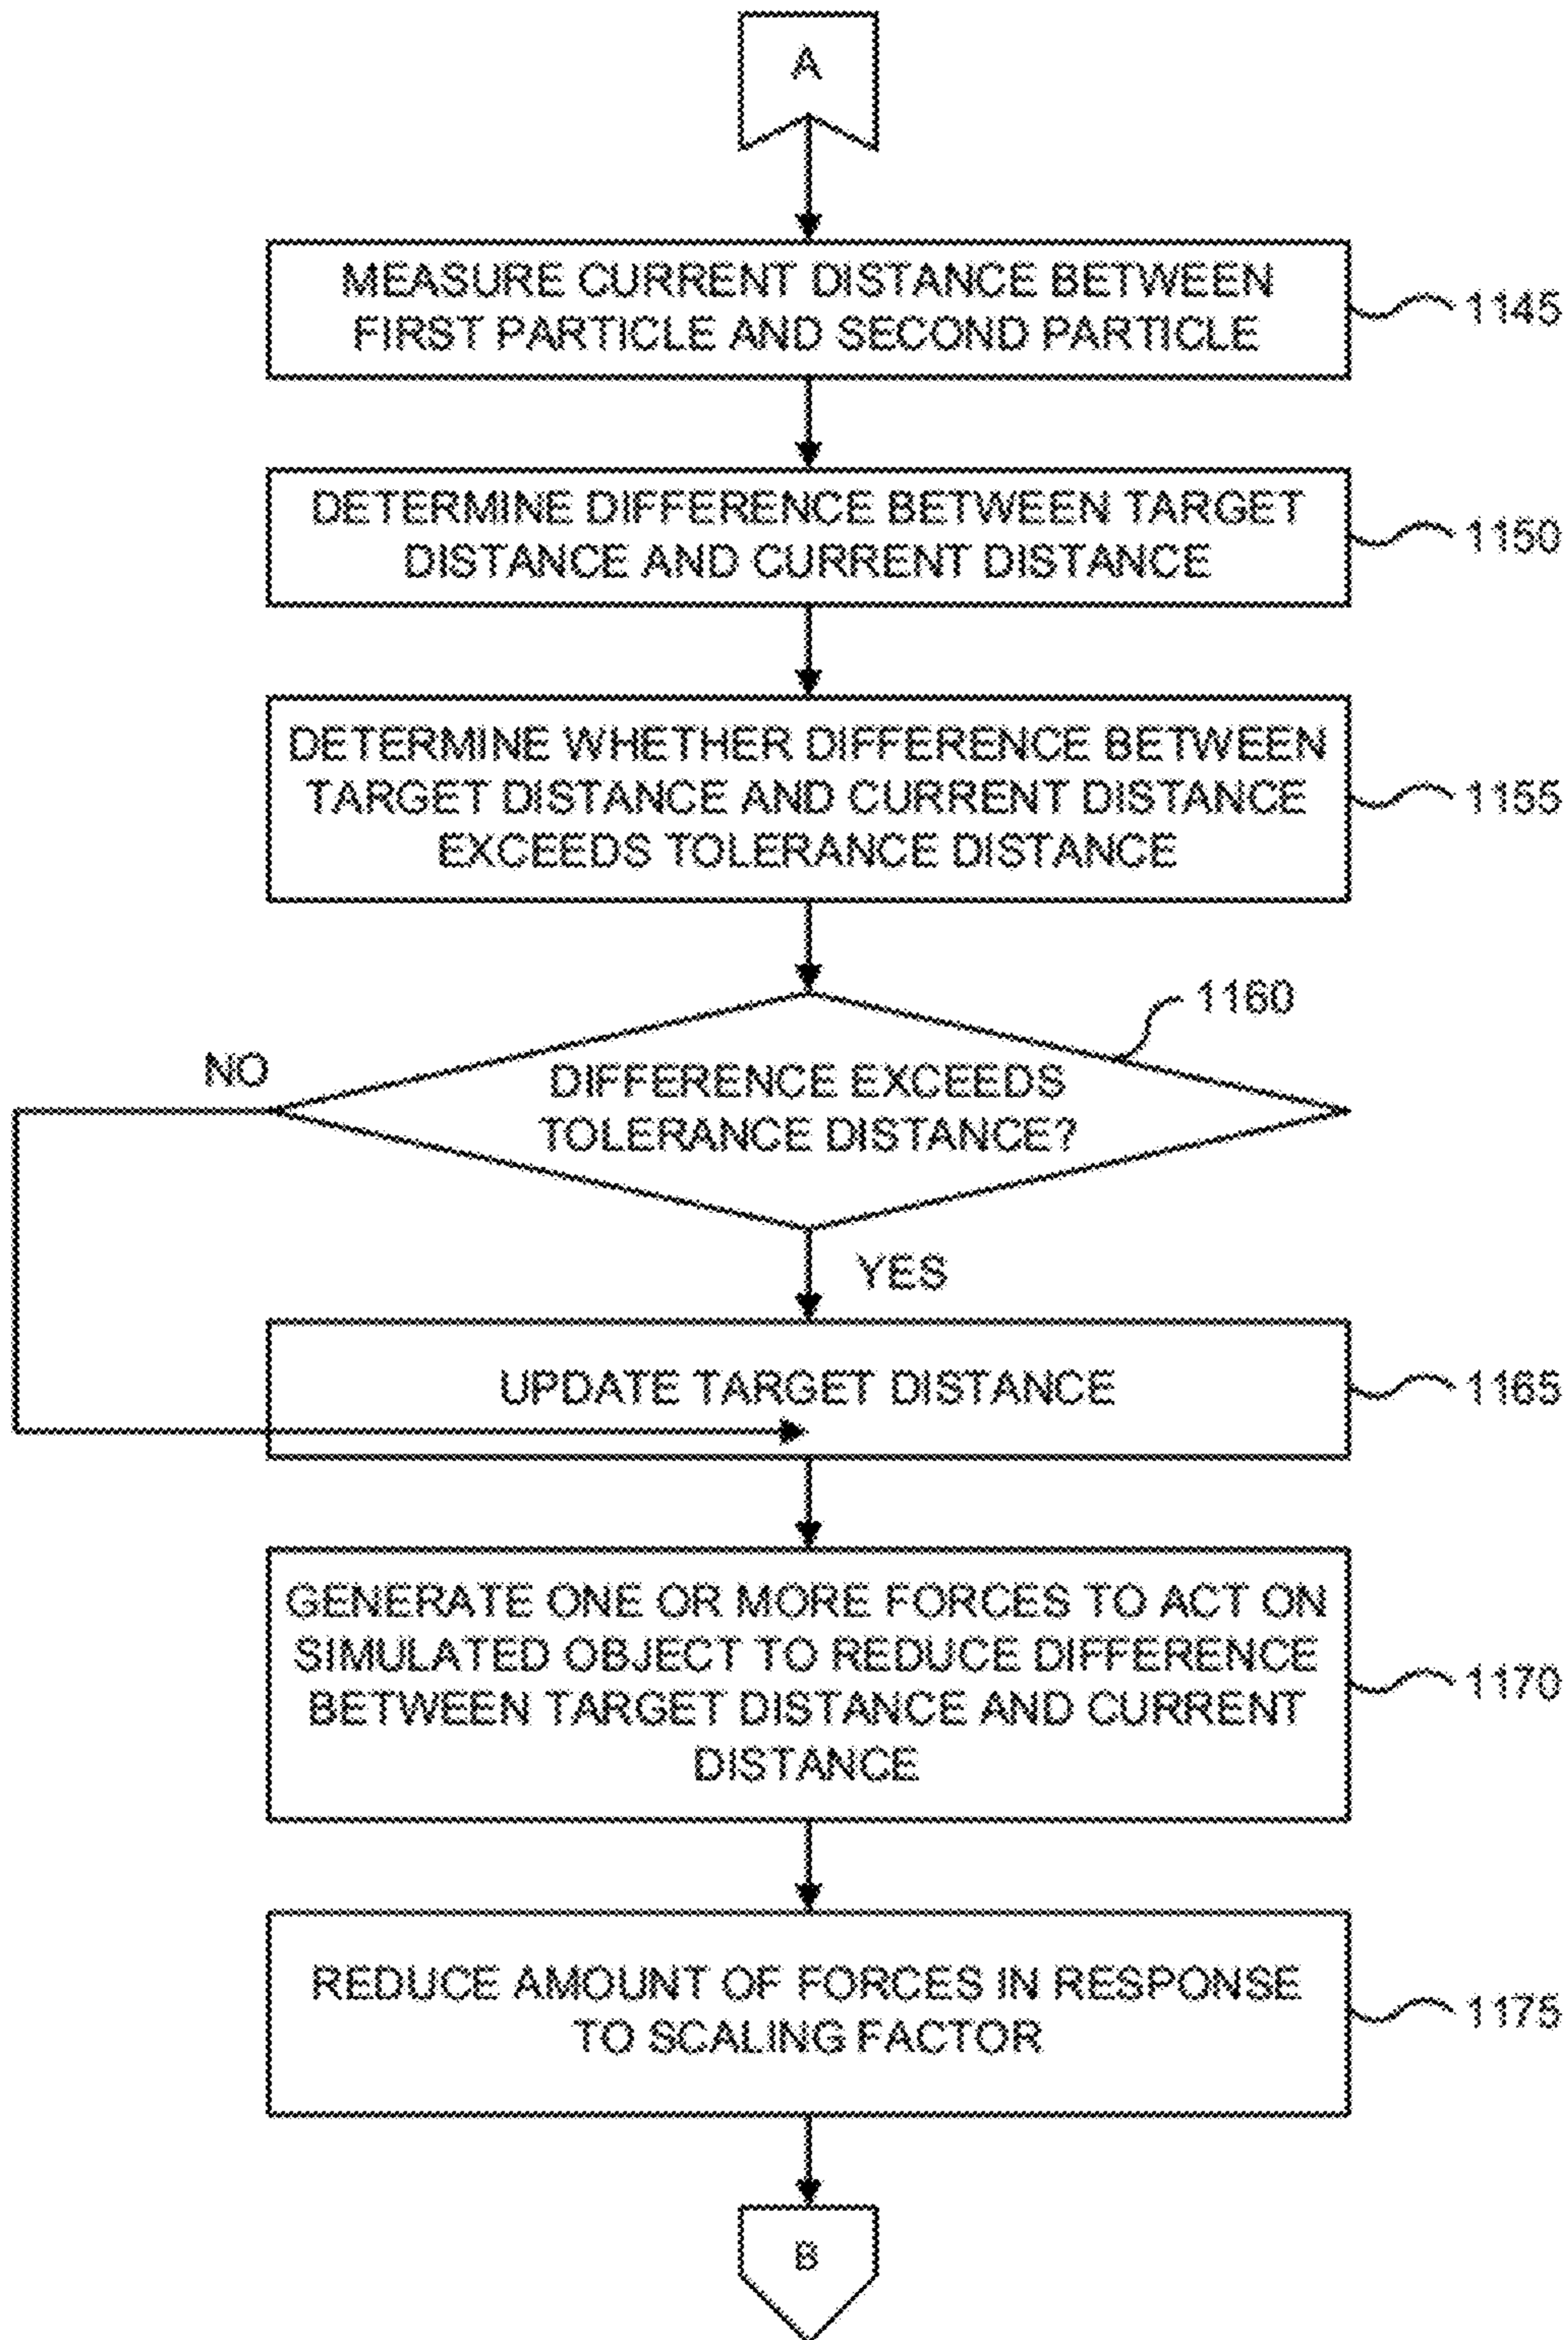 A
MEASURE CURRENT DISTANCE BETWEEN
FIRST PARTICLE AND SECOND PARTICLE
1145
DETERMINE DIFFERENCE BETWEEN TARGET
DISTANCE AND CURRENT DISTANCE
1150
DETERMINE WHETHER DIFFERENCE BETWEEN
TARGET DISTANCE AND CURRENT DISTANCE
EXCEEDS TOLERANCE DISTANCE
1155
1160
NO
DIFFERENCE EXCEEDS
TOLERANCE DISTANCE?
YES
UPDATE TARGET DISTANCE
1165
GENERATE ONE OR MORE FORCES TO ACT ON
SIMULATED OBJECT TO REDUCE DIFFERENCE
BETWEEN TARGET DISTANCE AND CURRENT
DISTANCE
1170
REDUCE AMOUNT OF FORCES IN RESPONSE
TO SCALING FACTOR
1175
B